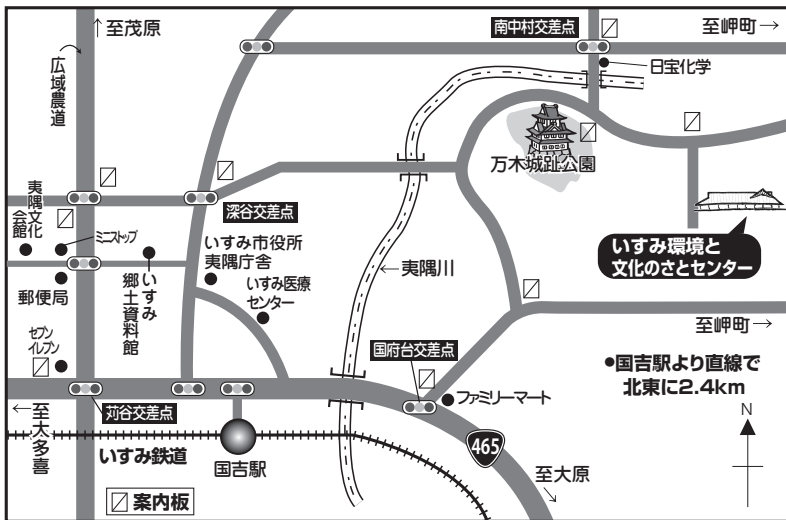 南中村交差点
至岬町→
↑至茂原
日宝化学
広域農道
万木城趾公園
深谷交差点
夷隅文化
会館
ミニストップ
いすみ市役所
夷隅庁舎
いすみ環境と
文化のさとセンター
いすみ医療
センター
←夷隅川
郵便局
いすみ
郷土資料館
セブン
イレブン
至岬町→
国府台交差点
●国吉駅より直線で
北東に2.4km
ファミリーマート
苅谷交差点
←至大多喜
N
465
いすみ鉄道
国吉駅
至大原
案内板